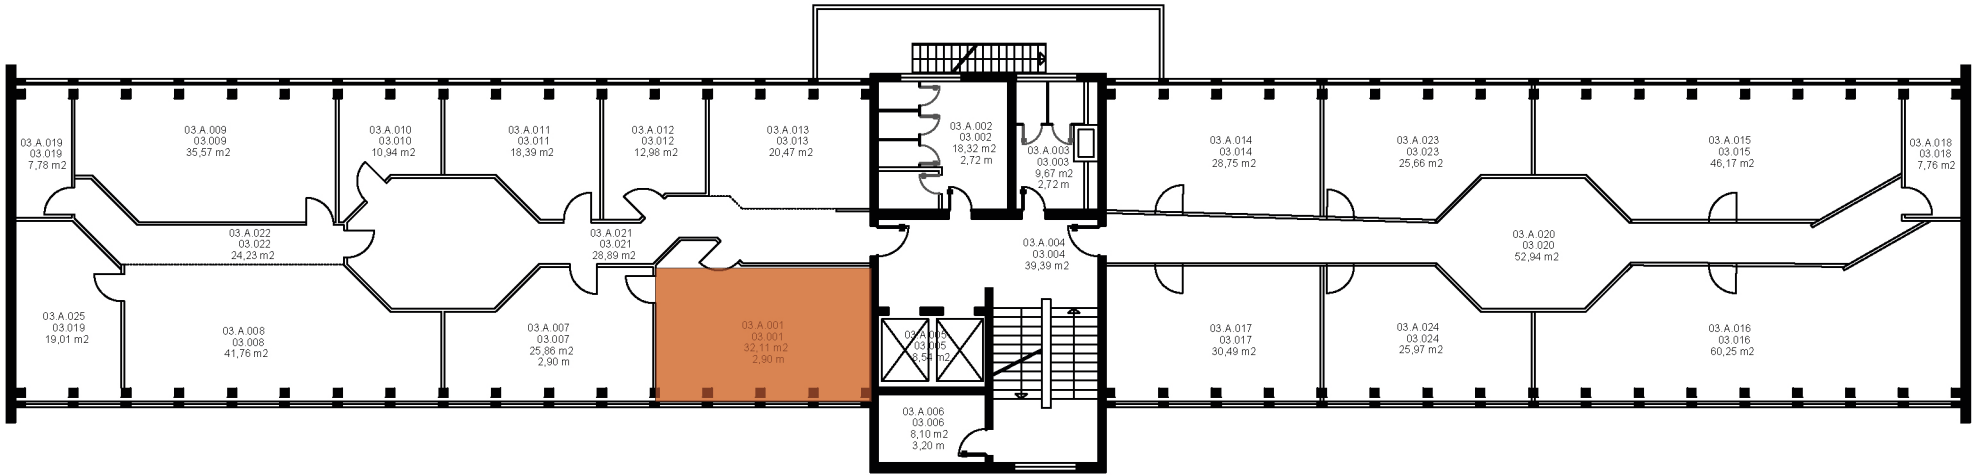 03.A.019
03.019
7,78 m2
03.A.009
03.009
35,57 m2
03.A.010
03.010
10,94 m2
03.A.011
03.011
18,39 m2
03.A.012
03.012
12,98 m2
03.A.013
03.013
20,47 m2
03.A.002
03.002
18,32 m2
2,72 m
03.A.003
03.003
9,67 m2
2,72 m
03.A.014
03.014
28,75 m2
03.A.023
03.023
25,66 m2
03.A.015
03.015
46,17 m2
03.A.018
03.018
7,76 m2
03.A.022
03.022
24,23 m2
03.A.021
03.021
28,89 m2
03.A.004
03.004
39,39 m2
03.A.020
03.020
52,94 m2
03.A.025
03.019
19,01 m2
03.A.008
03.008
41,76 m2
03.A.007
03.007
25,86 m2
2,90 m
03.A.001
03.001
32,11 m2
2,90 m
03.A.005
03.005
8,54 m2
03.A.017
03.017
30,49 m2
03.A.024
03.024
25,97 m2
03.A.016
03.016
60,25 m2
03.A.006
03.006
8,10 m2
3,20 m